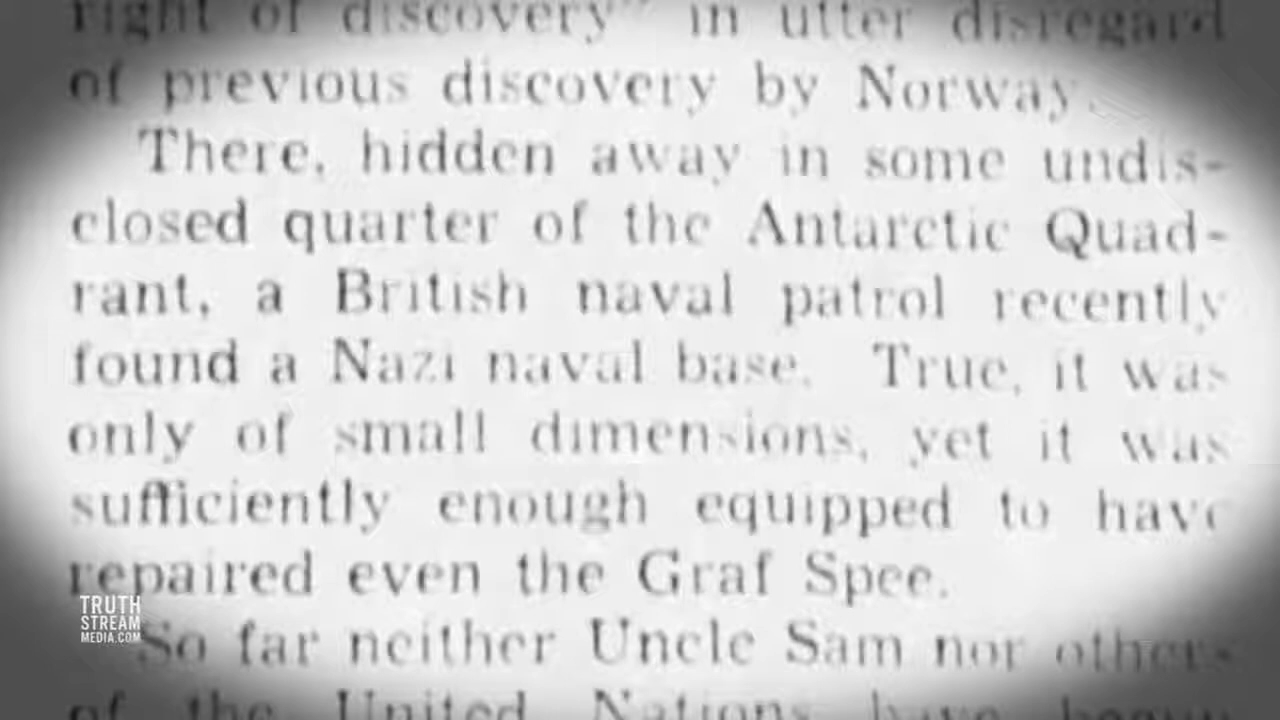 right of discovery" in utter disregard
of previous discovery by Norway.
There, hidden away in some undis-
closed quarter of the Antarctic Quad-
rant, a British naval patrol recently
found a Nazi naval base. True, it was
only of small dimensions, yet it was
sufficiently enough equipped to have
repaired even the Graf Spee.
So far neither Uncle Sam nor others
of the United Nations have begun
TRUTH
STREAM
MEDIA.COM